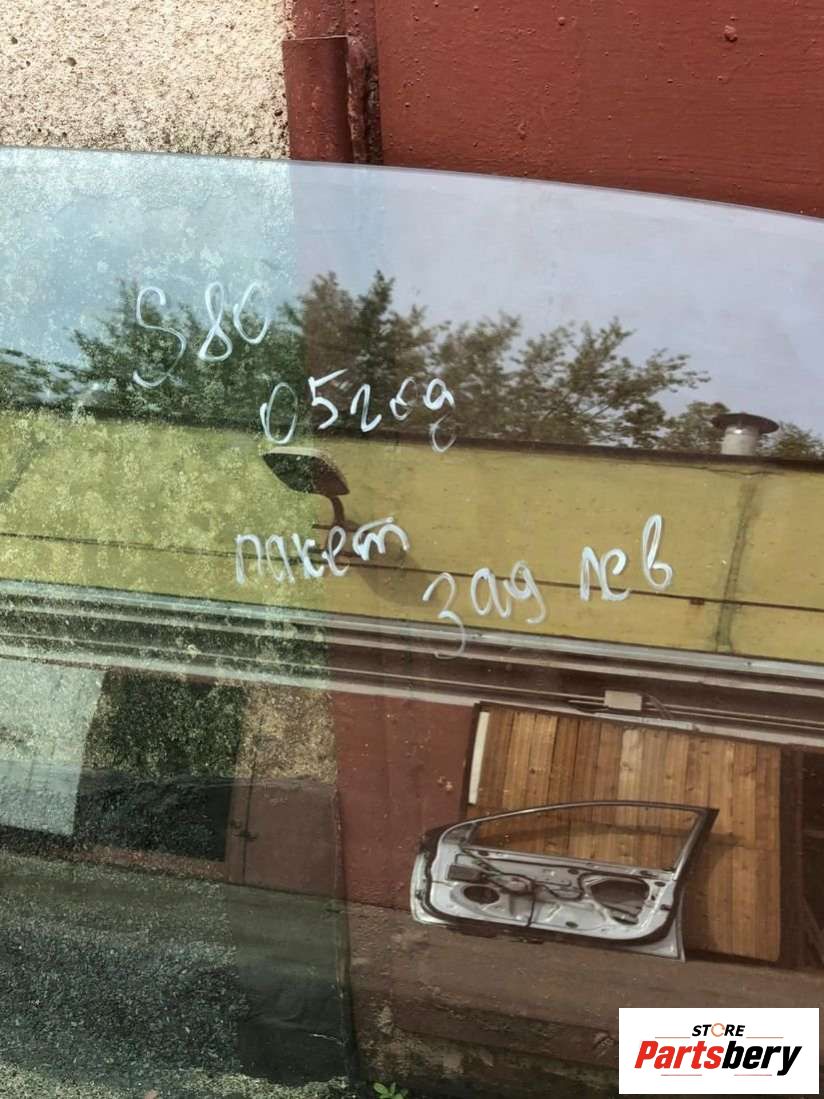 S80
05год
пакет
зад лев
STORE
Partsbery